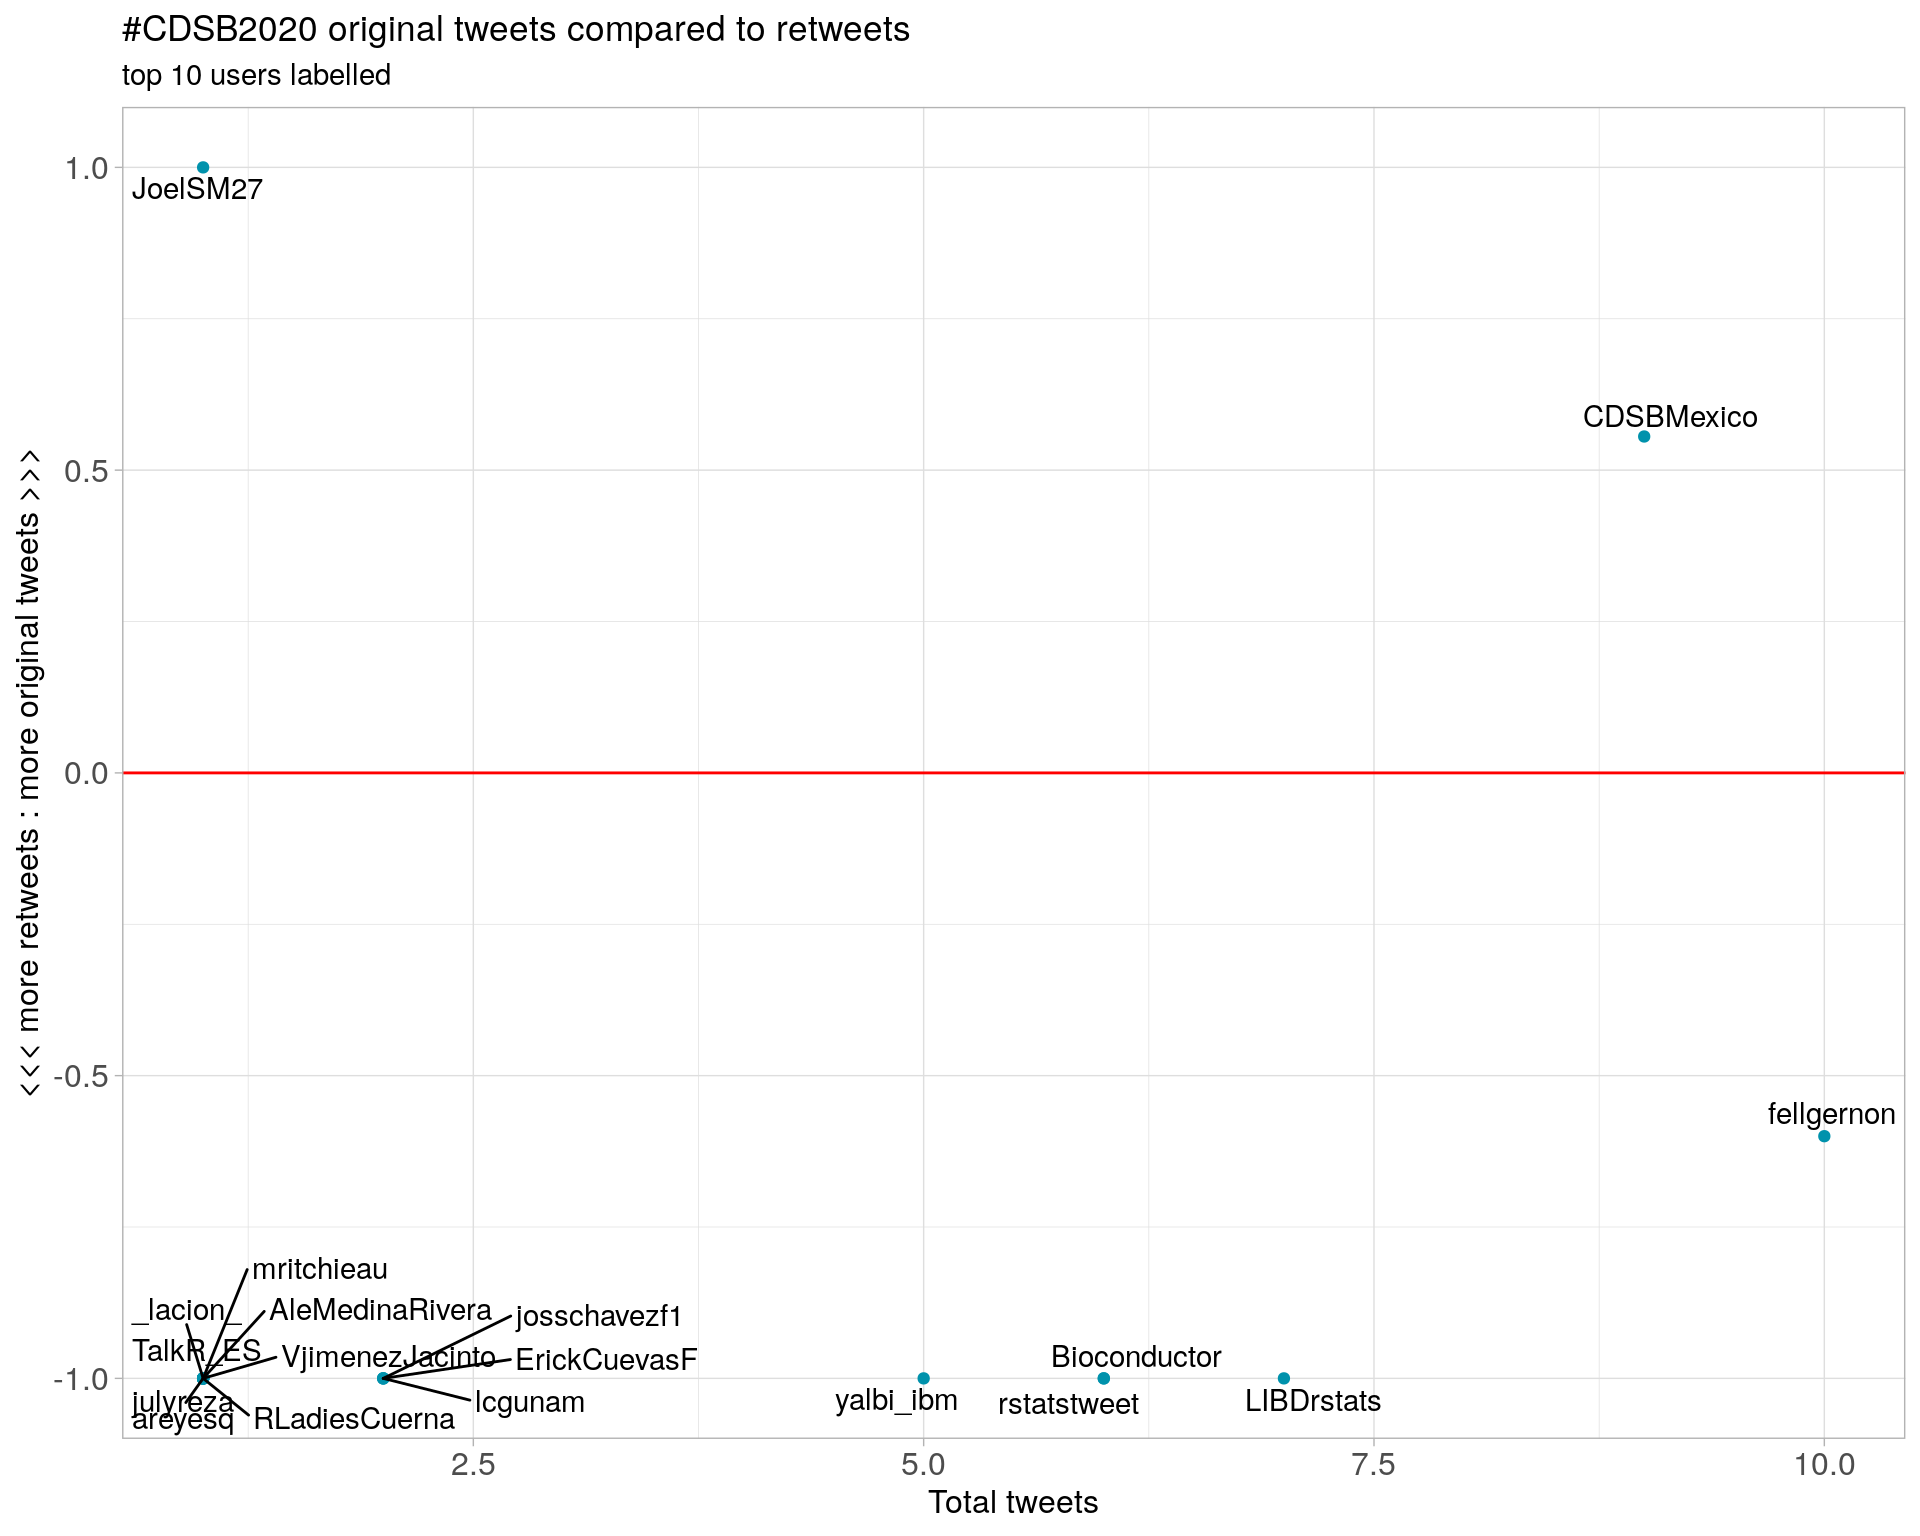 #CDSB2020 original tweets compared to retweets
top 10 users labelled
<<< more retweets : more original tweets >>>
1.0
0.5
0.0
-0.5
-1.0
JoelSM27
CDSBMexico
fellgernon
mritchieau
_lacion_
AleMedinaRivera
josschavezf1
TalkR_ES
VjimenezJacinto
ErickCuevasF
Bioconductor
julyreza
areyesq
RLadiesCuerna
lcgunam
yalbi_ibm
rstatstweet
LIBDrstats
2.5
5.0
7.5
10.0
Total tweets